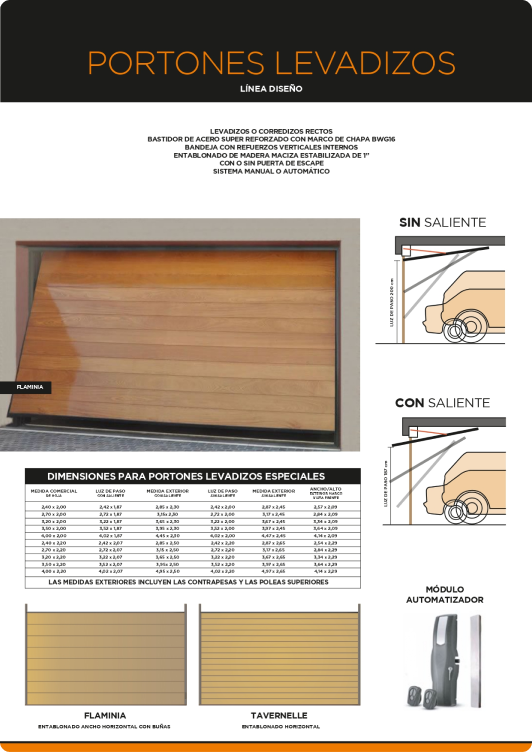 PORTONES LEVADIZOS
LÍNEA DISEÑO
LEVADIZOS O CORREDIZOS RECTOS
BASTIDOR DE ACERO SUPER REFORZADO CON MARCO DE CHAPA BWG16
BANDEJA CON REFUERZOS VERTICALES INTERNOS
ENTABLONADO DE MADERA MACIZA ESTABILIZADA DE 1"
CON O SIN PUERTA DE ESCAPE
SISTEMA MANUAL O AUTOMÁTICO
SIN SALIENTE
LUZ DE PASO 200 cm
FLAMINIA
CON SALIENTE
LUZ DE PASO 187 cm
DIMENSIONES PARA PORTONES LEVADIZOS ESPECIALES
MEDIDA COMERCIAL DE HOJA | LUZ DE PASO CON SALIENTE | MEDIDA EXTERIOR C/SALIENTE | LUZ DE PASO S/SALIENTE | MEDIDA EXTERIOR S/SALIENTE | ANCHO/ALTO
2,40 x 2,00 2,42 x 1,87 2,85 x 2,30 2,42 x 2,00 2,87 x 2,45 2,57 x 2,09
2,70 x 2,00 2,72 x 1,87 3,15x 2,30 2,72 x 2,00 3,17 x 2,45 2,84 x 2,09
3,20 x 2,00 3,22 x 1,87 3,65 x 2,30 3,22 x 2,00 3,67 x 2,45 3,34 x 2,09
3,50 x 2,00 3,52 x 1,87 3,95 x 2,30 3,52 x 2,00 3,97 x 2,45 3,64 x 2,09
4,00 x 2,00 4,02 x 1,87 4,45 x 2,30 4,02 x 2,00 4,47 x 2,45 4,14 x 2,09
2,40 x 2,20 2,42 x 2,07 2,85 x 2,50 2,42 x 2,20 2,87 x 2,65 2,54 x 2,29
2,70 x 2,20 2,72 x 2,07 3,15 x 2,50 2,72 x 2,20 3,17 x 2,65 2,84 x 2,29
3,20 x 2,20 3,22 x 2,07 3,65 x 2,50 3,22 x 2,20 3,67 x 2,65 3,34 x 2,29
3,50 x 2,20 3,52 x 2,07 3,95x 2,50 3,52 x 2,20 3,97 x 2,65 3,64 x 2,29
4,00 x 2,20 4,02 x 2,07 4,95 x 2,50 4,02 x 2,20 4,97 x 2,65 4,14 x 2,29
LAS MEDIDAS EXTERIORES INCLUYEN LAS CONTRAPESAS Y LAS POLEAS SUPERIORES
MÓDULO
AUTOMATIZADOR
FLAMINIA
ENTABLONADO ANCHO HORIZONTAL CON BUÑAS
TAVERNELLE
ENTABLONADO HORIZONTAL